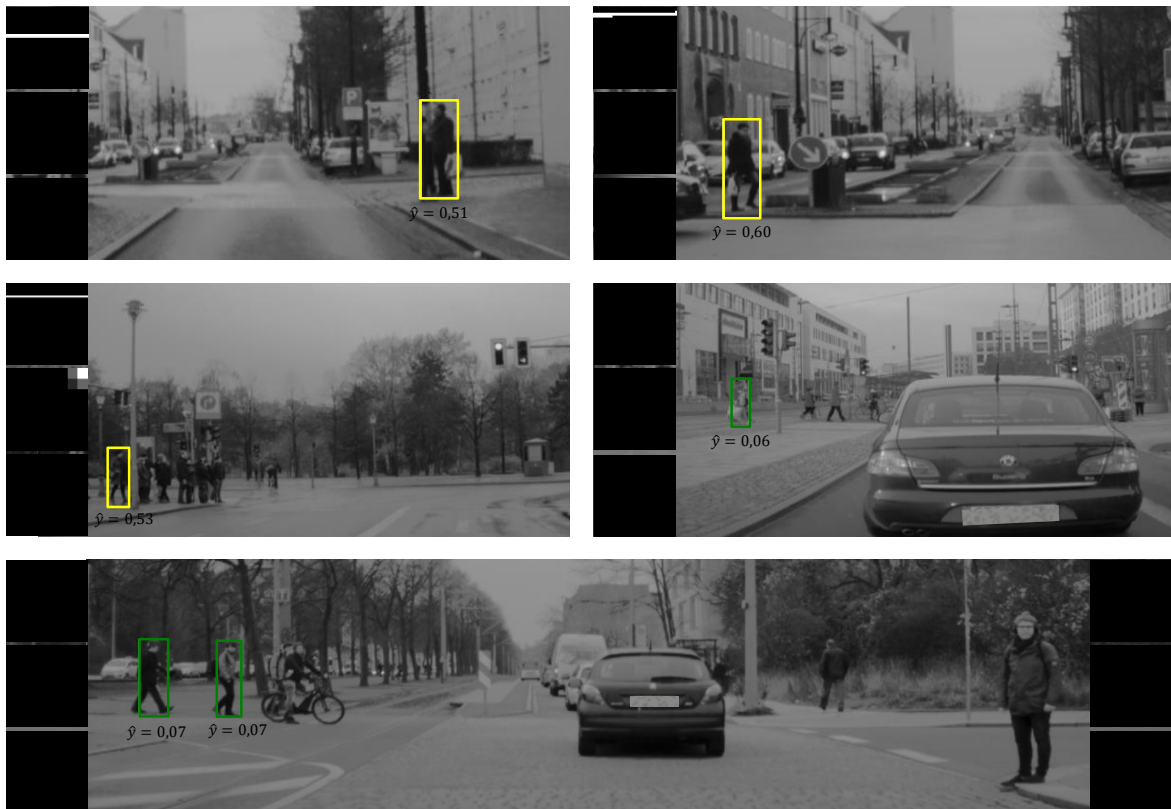 P
ŷ = 0,51
ŷ = 0,60
ŷ = 0,53
ŷ = 0,06
ŷ = 0,07
ŷ = 0,07